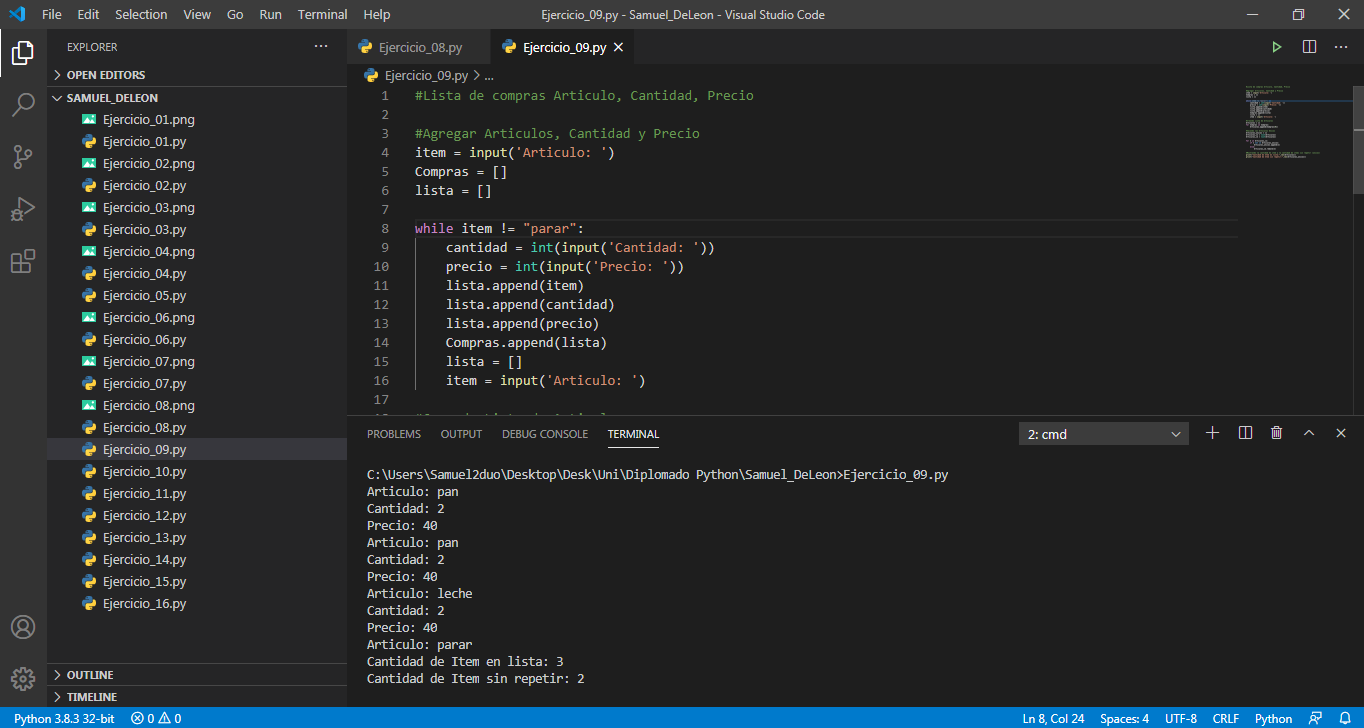 File Edit Selection View Go Run Terminal Help
Ejercicio_09.py - Samuel_DeLeon - Visual Studio Code
EXPLORER
OPEN EDITORS
SAMUEL_DELEON
Ejercicio_01.png
Ejercicio_01.py
Ejercicio_02.png
Ejercicio_02.py
Ejercicio_03.png
Ejercicio_03.py
Ejercicio_04.png
Ejercicio_04.py
Ejercicio_05.py
Ejercicio_06.png
Ejercicio_06.py
Ejercicio_07.png
Ejercicio_07.py
Ejercicio_08.png
Ejercicio_08.py
Ejercicio_09.py
Ejercicio_10.py
Ejercicio_11.py
Ejercicio_12.py
Ejercicio_13.py
Ejercicio_14.py
Ejercicio_15.py
Ejercicio_16.py
OUTLINE
TIMELINE
Ejercicio_08.py
Ejercicio_09.py
Ejercicio_09.py > ...
1 #Lista de compras Articulo, Cantidad, Precio
2
3 #Agregar Articulos, Cantidad y Precio
4 item = input('Articulo: ')
5 Compras = []
6 lista = []
7
8 while item != "parar":
9 cantidad = int(input('Cantidad: '))
10 precio = int(input('Precio: '))
11 lista.append(item)
12 lista.append(cantidad)
13 lista.append(precio)
14 Compras.append(lista)
15 lista = []
16 item = input('Articulo: ')
17
PROBLEMS OUTPUT DEBUG CONSOLE TERMINAL
2: cmd
C:\Users\Samuel2duo\Desktop\Desk\Uni\Diplomado Python\Samuel_DeLeon>Ejercicio_09.py
Articulo: pan
Cantidad: 2
Precio: 40
Articulo: pan
Cantidad: 2
Precio: 40
Articulo: leche
Cantidad: 2
Precio: 40
Articulo: parar
Cantidad de Item en lista: 3
Cantidad de Item sin repetir: 2
Python 3.8.3 32-bit 0 0
Ln 8, Col 24 Spaces: 4 UTF-8 CRLF Python